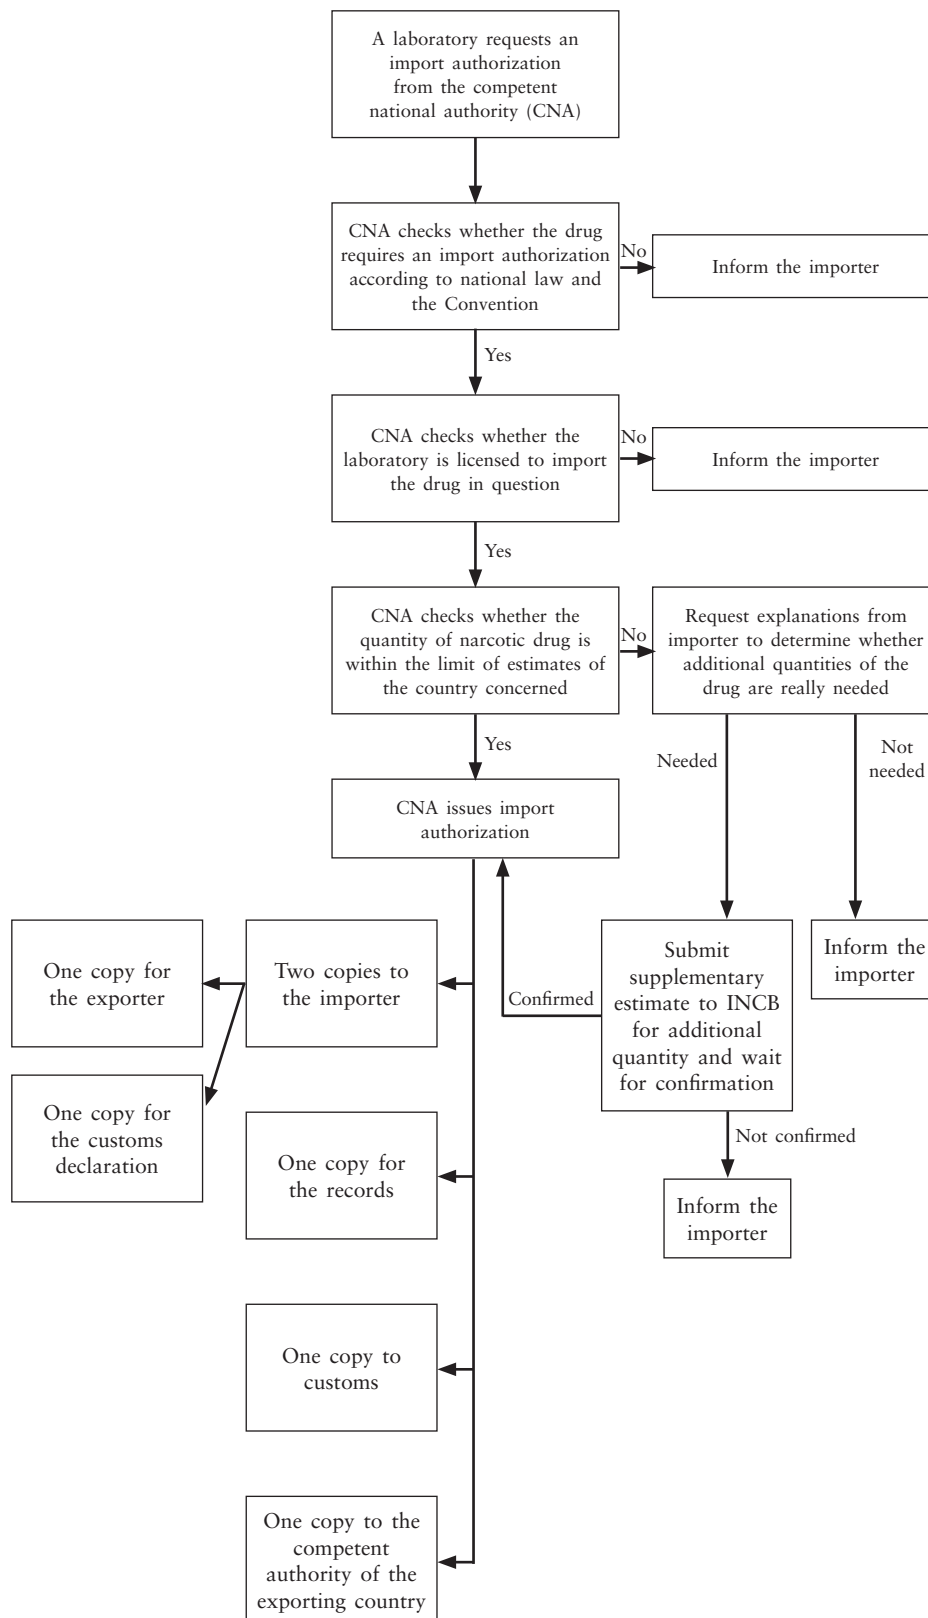 A laboratory requests an
import authorization
from the competent
national authority (CNA)
CNA checks whether the drug
requires an import authorization
according to national law and
the Convention
No
Inform the importer
Yes
CNA checks whether the
laboratory is licensed to import
the drug in question
No
Inform the importer
Yes
CNA checks whether the
quantity of narcotic drug is
within the limit of estimates of
the country concerned
No
Request explanations from
importer to determine whether
additional quantities of the
drug are really needed
Yes
Needed
Not
needed
CNA issues import
authorization
One copy for
the exporter
Two copies to
the importer
Confirmed
Submit
supplementary
estimate to INCB
for additional
quantity and wait
for confirmation
Inform the
importer
One copy for
the customs
declaration
One copy for
the records
Not confirmed
Inform the
importer
One copy to
customs
One copy to the
competent
authority of the
exporting country